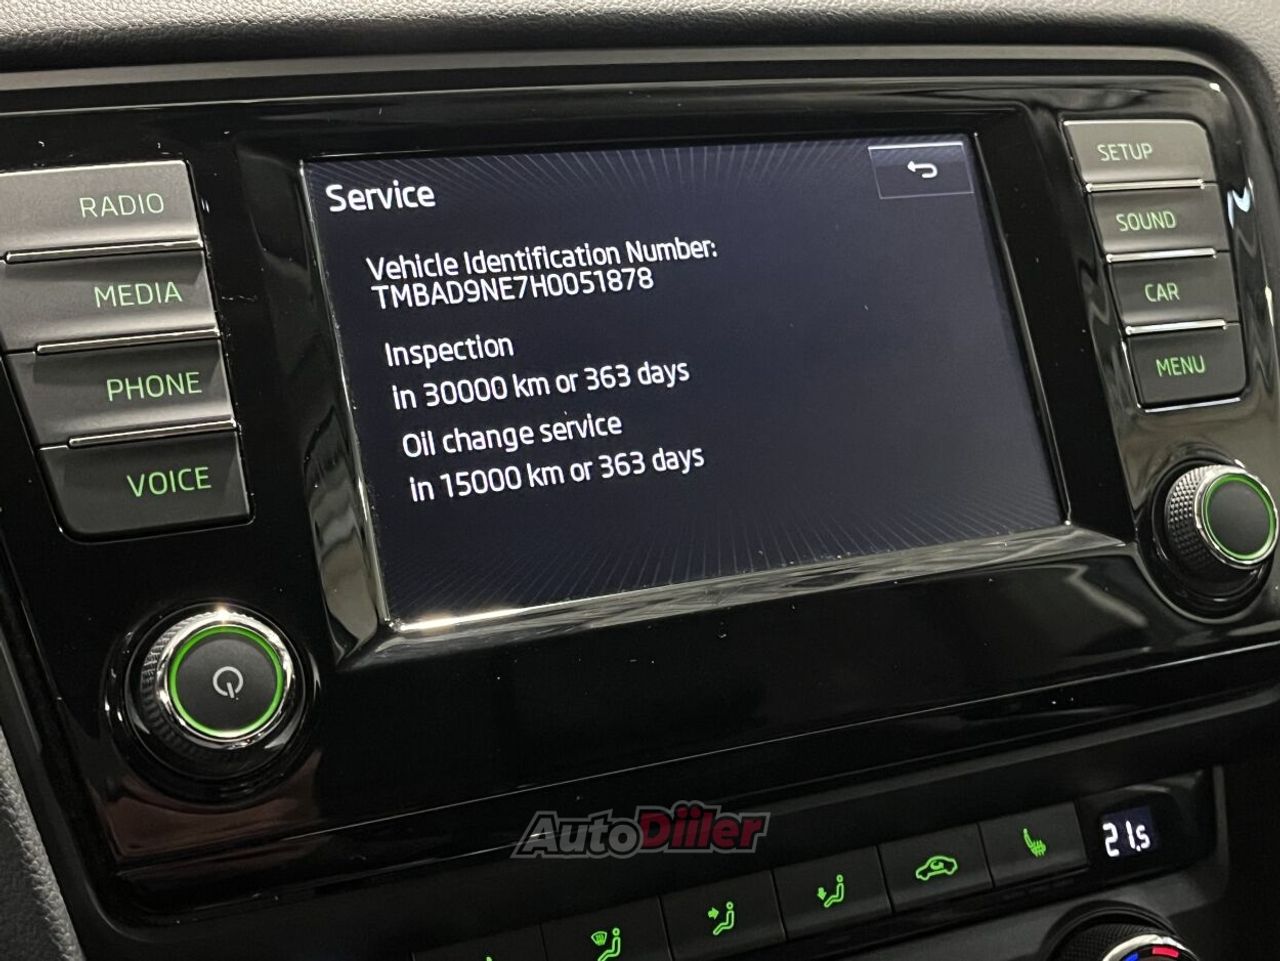 Service
Vehicle Identification Number:
TMBAD9NE7H0051878
Inspection
in 30000 km or 363 days
Oil change service
in 15000 km or 363 days
RADIO
MEDIA
PHONE
VOICE
SETUP
SOUND
CAR
MENU
AutoDiiler
21.5